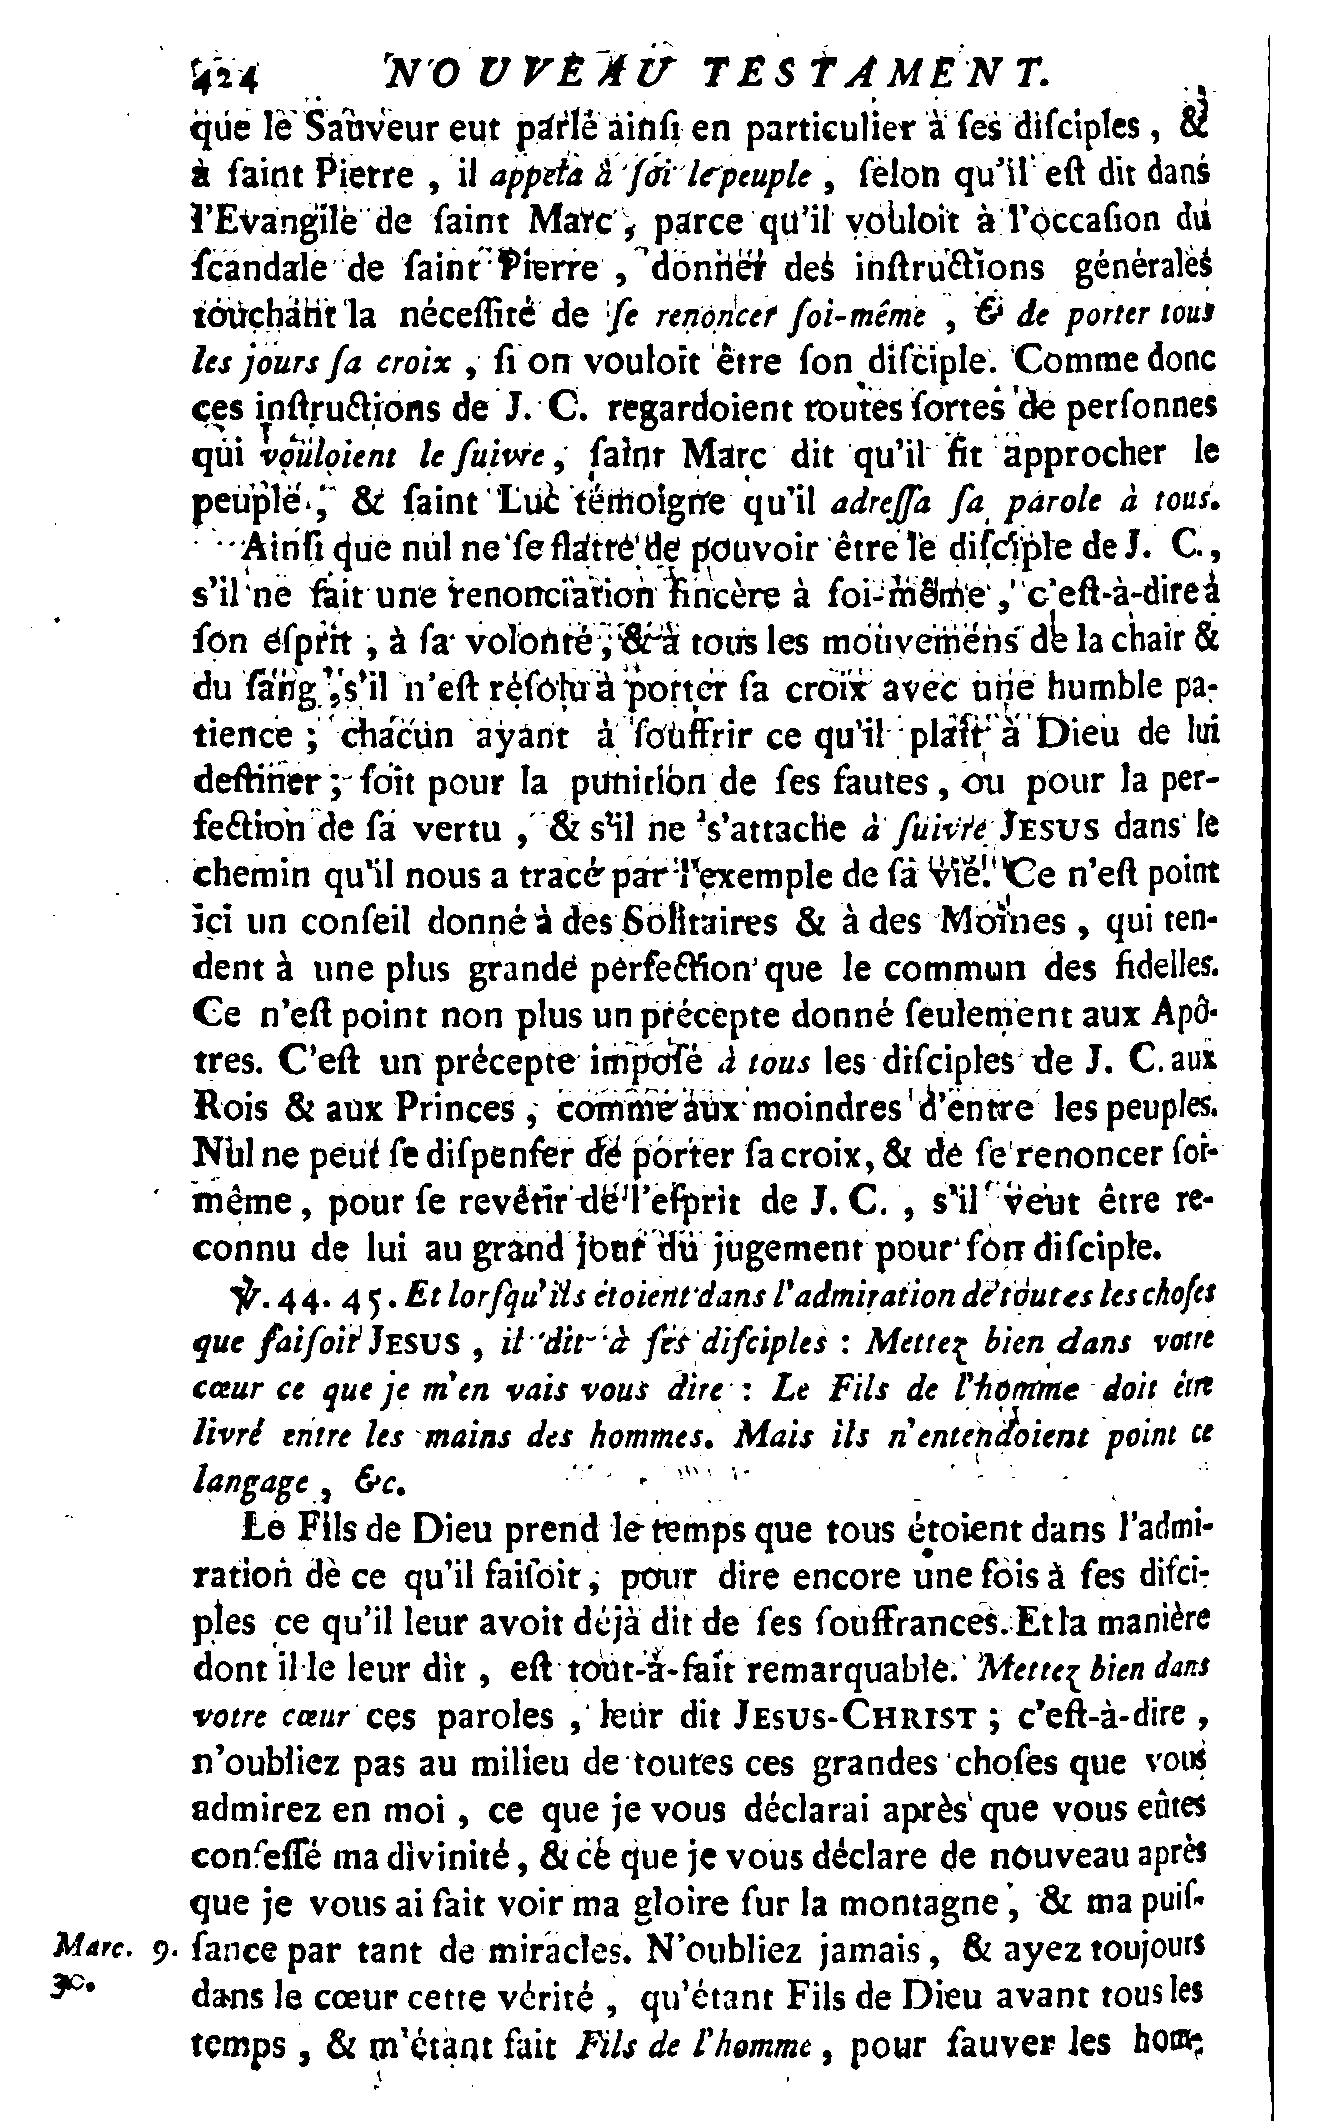 424 NOUVEAU TESTAMENT.
que le Sauveur eut parlé ainſi en particulier à ſes diſciples, &
à ſaint Pierre, il appela à ſoi le peuple, ſelon qu'il eſt dit dans
l'Evangile de ſaint Marc, parce qu'il vouloit à l'occaſion du
ſcandale de ſaint Pierre, donner des inſtructions générales
touchant la néceſſité de ſe renoncer ſoi-même, & de porter tous
les jours ſa croix, ſi on vouloit être ſon diſciple. Comme donc
ces inſtructions de J. C. regardoient toutes ſortes de perſonnes
qui vouloient le ſuivre, ſaint Marc dit qu'il fit approcher le
peuple, & ſaint Luc témoigne qu'il adreſſa ſa parole à tous.
Ainſi que nul ne ſe flatte de pouvoir être le diſciple de J. C.,
s'il ne fait une renonciation ſincère à ſoi-même, c'eſt-à-dire à
ſon eſprit, à ſa volonté, & à tous les mouvemens de la chair &
du ſang, s'il n'eſt réſolu à porter ſa croix avec une humble pa-
tience; chacun ayant à ſouffrir ce qu'il plaît à Dieu de lui
deſtiner; ſoit pour la punition de ſes fautes, ou pour la per-
fection de ſa vertu, & s'il ne s'attache à ſuivre JESUS dans le
chemin qu'il nous a tracé par l'exemple de ſa vie. Ce n'eſt point
ici un conſeil donné à des Solitaires & à des Moines, qui ten-
dent à une plus grande perfection que le commun des fidelles.
Ce n'eſt point non plus un précepte donné ſeulement aux Apô-
tres. C'eſt un précepte impoſé à tous les diſciples de J. C. aux
Rois & aux Princes, comme aux moindres d'entre les peuples.
Nul ne peut ſe diſpenſer de porter ſa croix, & de ſe renoncer ſoi-
même, pour ſe revêtir de l'eſprit de J. C., s'il veut être re-
connu de lui au grand jour du jugement pour ſon diſciple.
℣. 44. 45. Et lorſqu'ils étoient dans l'admiration de toutes les choſes
que faiſoit JESUS, il dit à ſes diſciples : Mettez bien dans votre
cœur ce que je m'en vais vous dire : Le Fils de l'homme doit être
livré entre les mains des hommes. Mais ils n'entendoient point ce
langage, &c.
Le Fils de Dieu prend le temps que tous étoient dans l'admi-
ration de ce qu'il faiſoit, pour dire encore une fois à ſes diſci-
ples ce qu'il leur avoit déjà dit de ſes ſouffrances. Et la manière
dont il le leur dit, eſt tout-à-fait remarquable. Mettez bien dans
votre cœur ces paroles, leur dit JESUS-CHRIST; c'eſt-à-dire,
n'oubliez pas au milieu de toutes ces grandes choſes que vous
admirez en moi, ce que je vous déclarai après que vous eûtes
confeſſé ma divinité, & ce que je vous déclare de nouveau après
que je vous ai fait voir ma gloire ſur la montagne, & ma puiſ-
Marc. 9. ſance par tant de miracles. N'oubliez jamais, & ayez toujours
30. dans le cœur cette vérité, qu'étant Fils de Dieu avant tous les
temps, & m'étant fait Fils de l'homme, pour ſauver les hom-